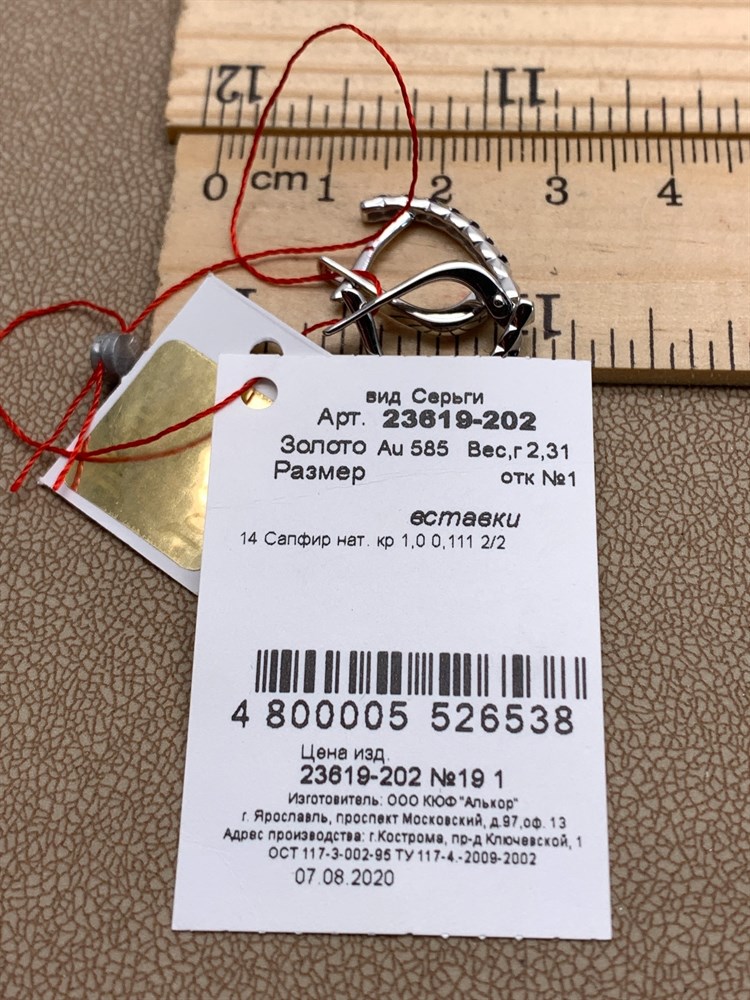 12 11
0 cm 1 2 3 4
1
вид Серьги
Арт. 23619-202
Золото Au 585 Вес,г 2,31
Размер отк №1
вставки
14 Сапфир нат. кр 1,0 0,111 2/2
4 800005 526538
Цена изд.
23619-202 №19 1
Изготовитель: ООО КЮФ "Алькор"
г. Ярославль, проспект Московский, д.97,оф. 13
Адрес производства: г.Кострома, пр-д Ключевской, 1
ОСТ 117-3-002-95 ТУ 117-4.-2009-2002
07.08.2020